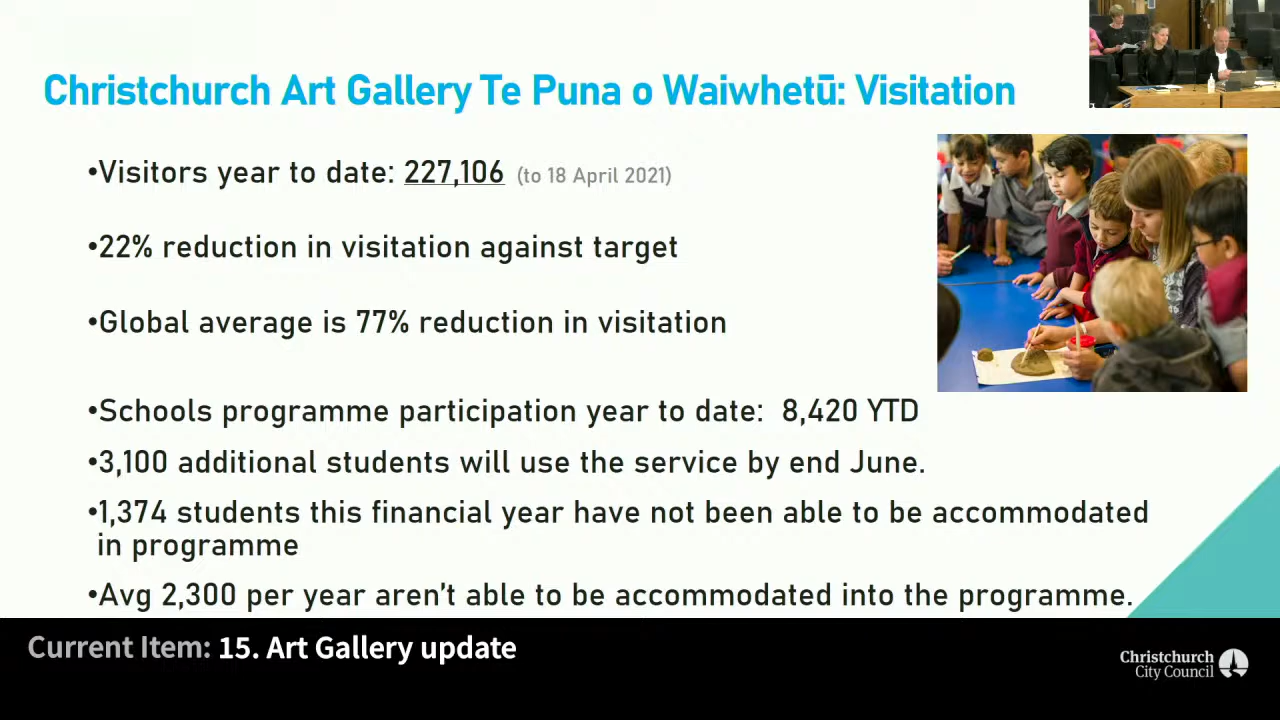 Christchurch Art Gallery Te Puna o Waiwhetū: Visitation
•Visitors year to date: 227,106 (to 18 April 2021)
•22% reduction in visitation against target
•Global average is 77% reduction in visitation
•Schools programme participation year to date: 8,420 YTD
•3,100 additional students will use the service by end June.
•1,374 students this financial year have not been able to be accommodated
in programme
•Avg 2,300 per year aren't able to be accommodated into the programme.
Current Item: 15. Art Gallery update
Christchurch
City Council